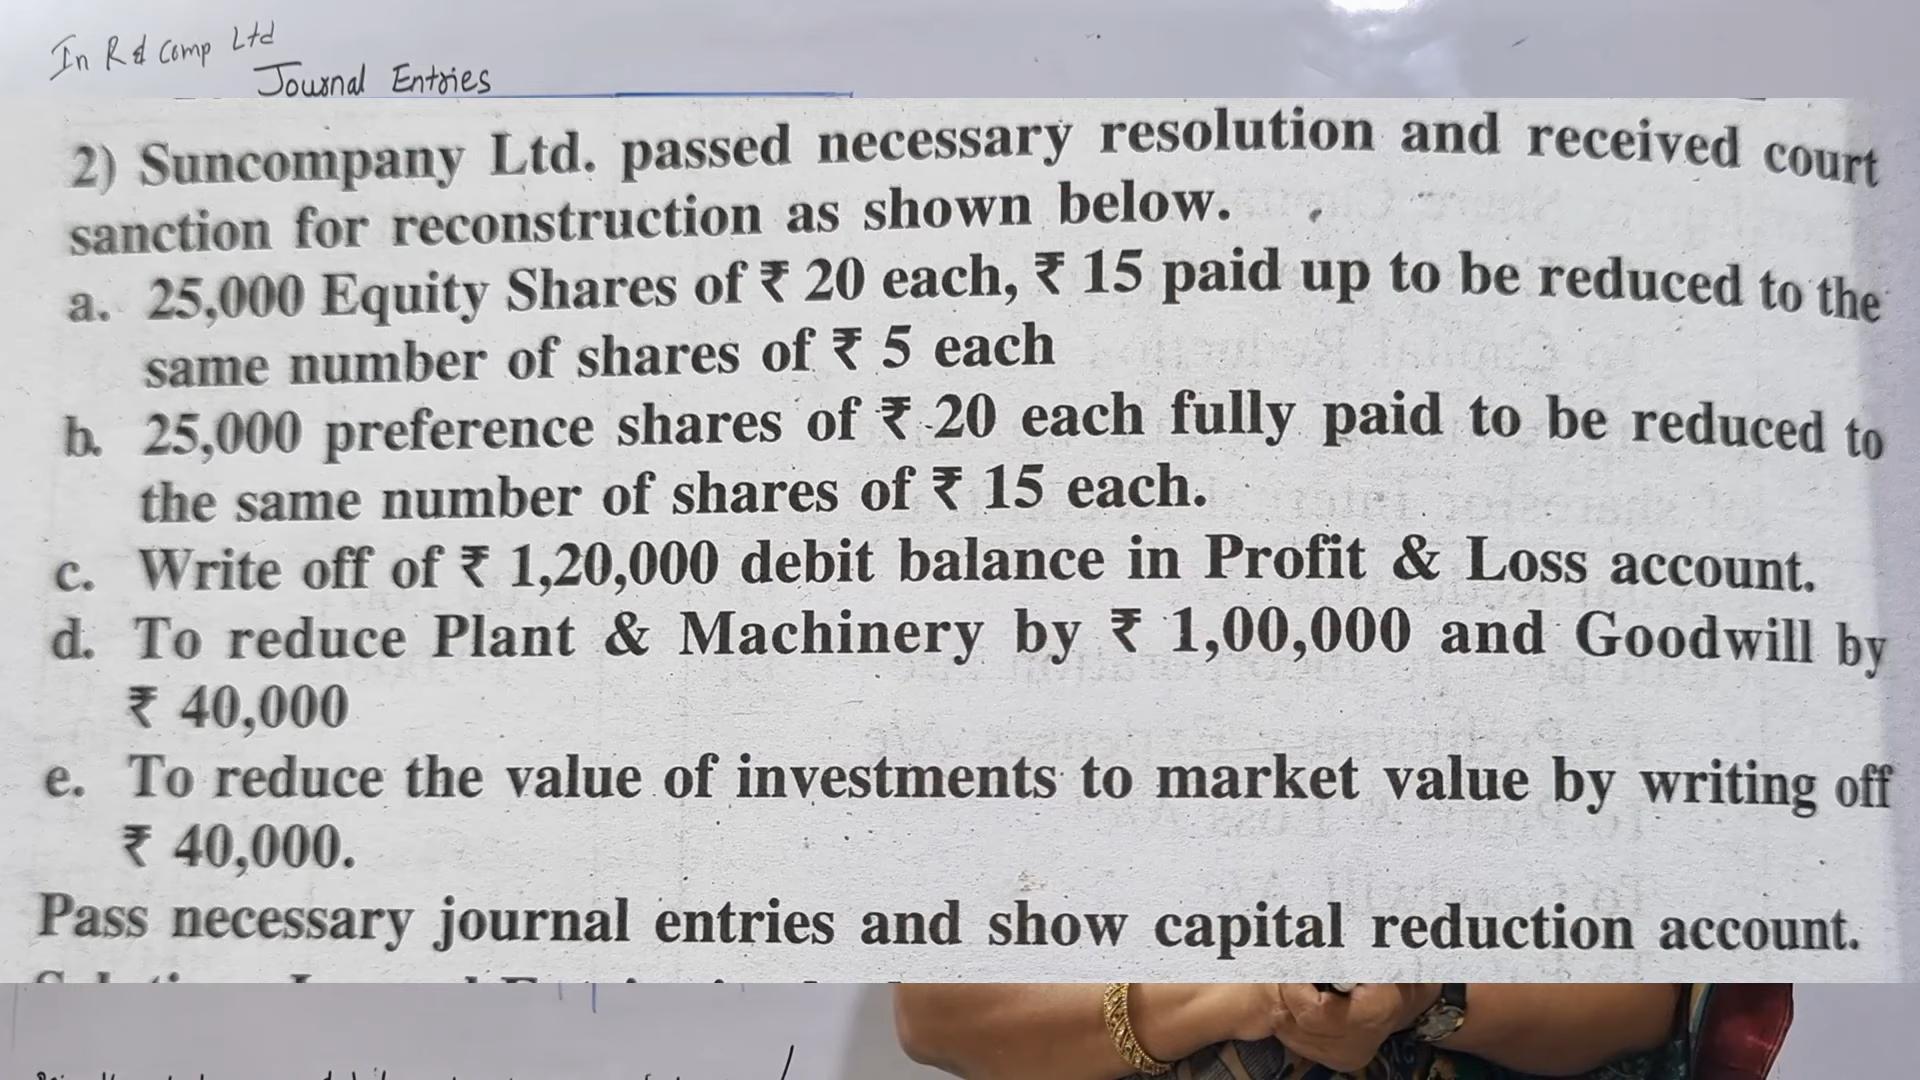 In R d Comp Ltd
Journal Entries
2) Suncompany Ltd. passed necessary resolution and received court
sanction for reconstruction as shown below.
a. 25,000 Equity Shares of ₹ 20 each, ₹ 15 paid up to be reduced to the
same number of shares of ₹ 5 each
b. 25,000 preference shares of ₹ 20 each fully paid to be reduced to
the same number of shares of ₹ 15 each.
c. Write off of ₹ 1,20,000 debit balance in Profit & Loss account.
d. To reduce Plant & Machinery by ₹ 1,00,000 and Goodwill by
₹ 40,000
e. To reduce the value of investments to market value by writing off
₹ 40,000.
Pass necessary journal entries and show capital reduction account.